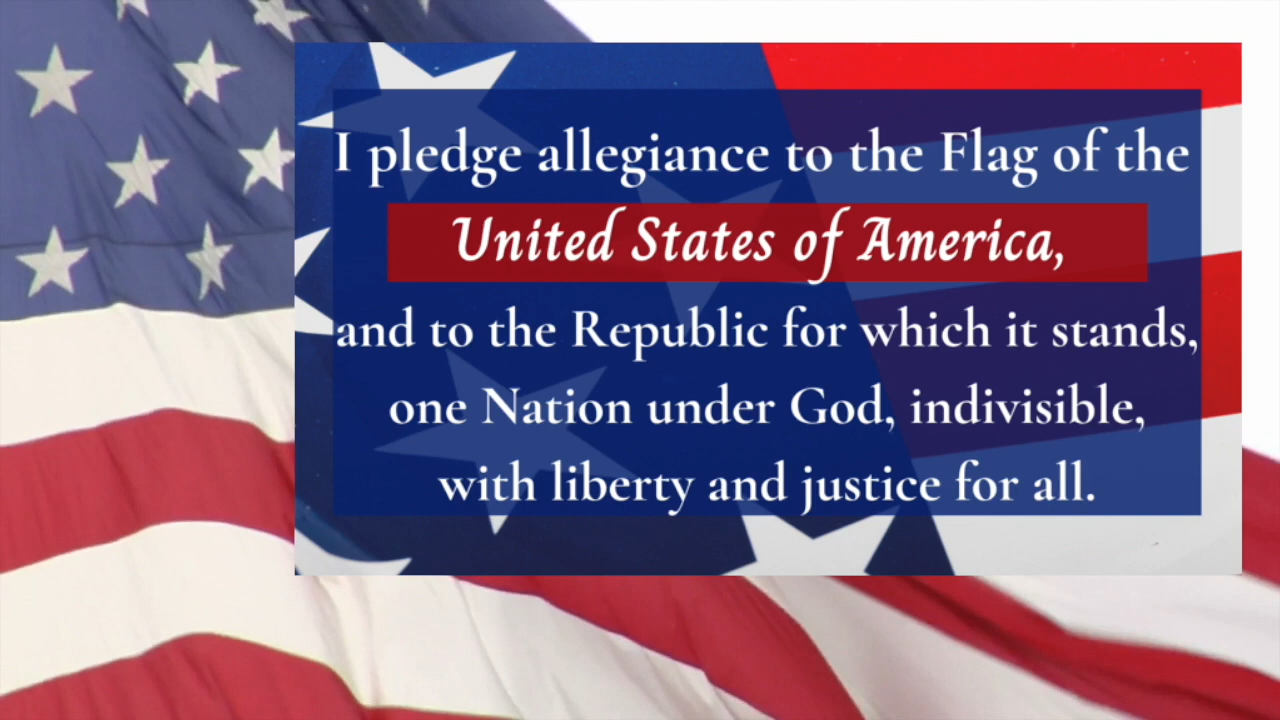 I pledge allegiance to the Flag of the
United States of America,
and to the Republic for which it stands,
one Nation under God, indivisible,
with liberty and justice for all.